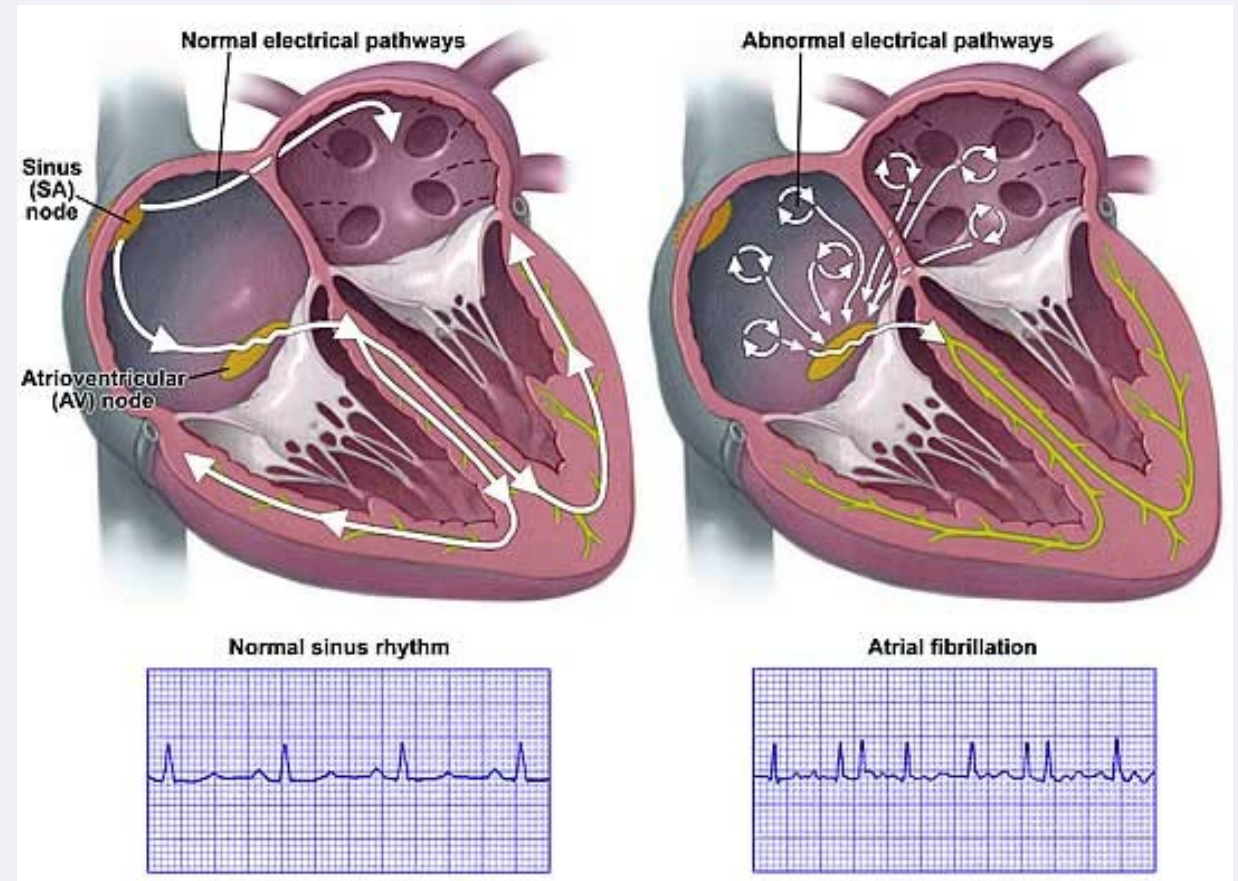 Normal electrical pathways
Abnormal electrical pathways
Sinus
(SA)
node
Atrioventricular
(AV) node
Normal sinus rhythm
Atrial fibrillation